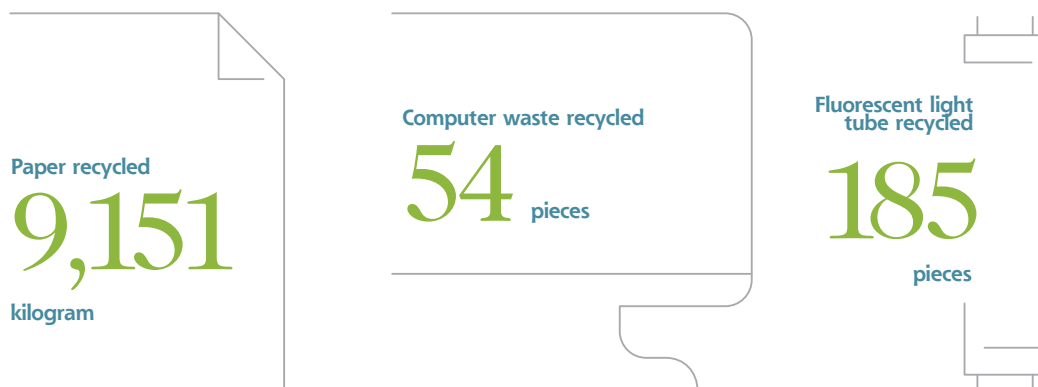 Paper recycled
9,151
kilogram
Computer waste recycled
54 pieces
Fluorescent light
tube recycled
185
pieces